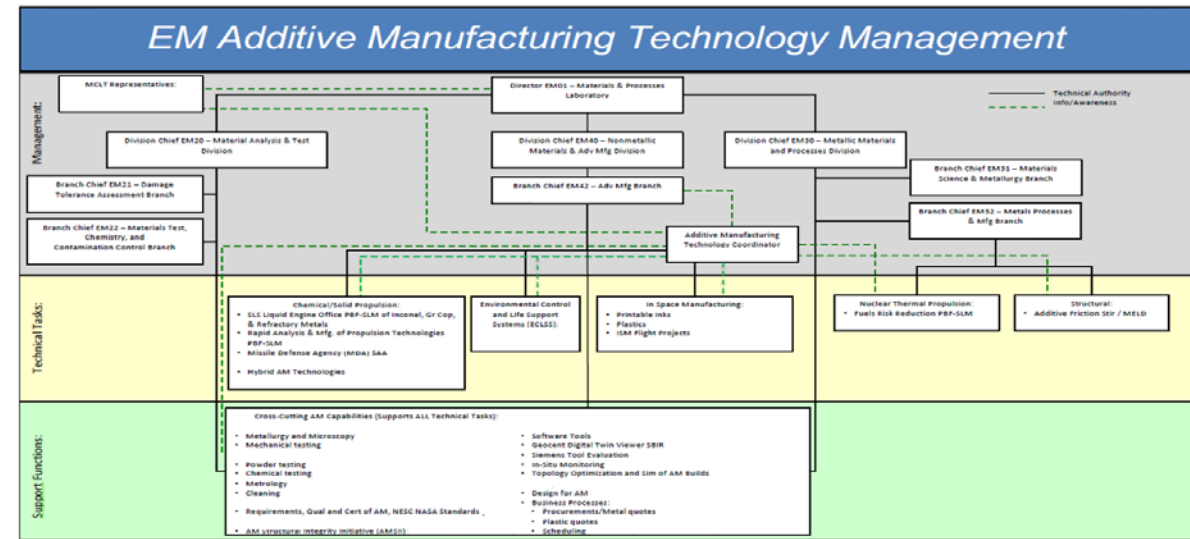 EM Additive Manufacturing Technology Management
Management:
MCLT Representatives:
Director EM01 – Materials & Processes
Laboratory
Technical Authority
Info/Awareness
Division Chief EM20 – Material Analysis & Test
Division
Division Chief EM40 – Nonmetallic
Materials & Adv Mfg Division
Division Chief EM30 – Metallic Materials
and Processes Division
Branch Chief EM21 – Damage
Tolerance Assessment Branch
Branch Chief EM42 – Adv Mfg Branch
Branch Chief EM31 – Materials
Science & Metallurgy Branch
Branch Chief EM22 – Materials Test,
Chemistry, and
Contamination Control Branch
Branch Chief EM32 – Metals Processes
& Mfg Branch
Additive Manufacturing
Technology Coordinator
Technical Tasks:
Chemical/Solid Propulsion:
• SLS Liquid Engine Office PBF-SLM of Inconel, Gr Cop,
& Refractory Metals
• Rapid Analysis & Mfg. of Propulsion Technologies
PBF-SLM
• Missile Defense Agency (MDA) SAA
• Hybrid AM Technologies
Environmental Control
and Life Support
Systems (ECLSS):
In Space Manufacturing:
• Printable Inks
• Plastics
• ISM Flight Projects
Nuclear Thermal Propulsion:
• Fuels Risk Reduction PBF-SLM
Structural:
• Additive Friction Stir / MELD
Support Functions:
Cross-Cutting AM Capabilities (Supports ALL Technical Tasks):
• Metallurgy and Microscopy
• Mechanical testing
• Powder testing
• Chemical testing
• Metrology
• Cleaning
• Requirements, Qual and Cert of AM, NESC NASA Standards ,
• AM Structural Integrity Initiative (AMSII)
• Software Tools
• Geocent Digital Twin Viewer SBIR
• Siemens Tool Evaluation
• In-Situ Monitoring
• Topology Optimization and Sim of AM Builds
• Design for AM
• Business Processes:
• Procurements/Metal quotes
• Plastic quotes
• Scheduling